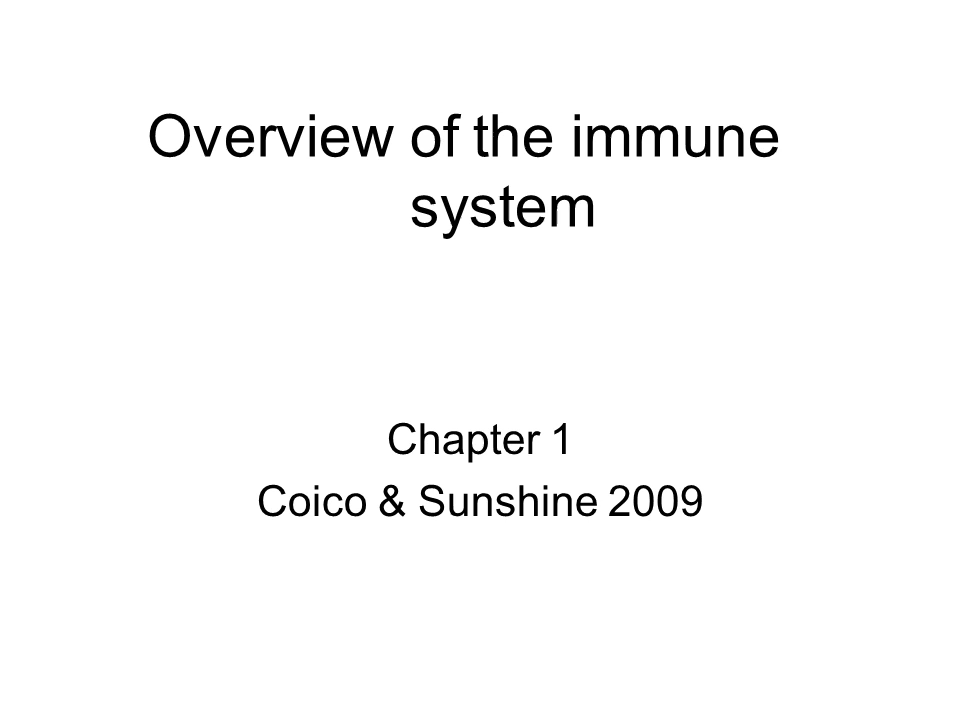 Overview of the immune
system
Chapter 1
Coico & Sunshine 2009